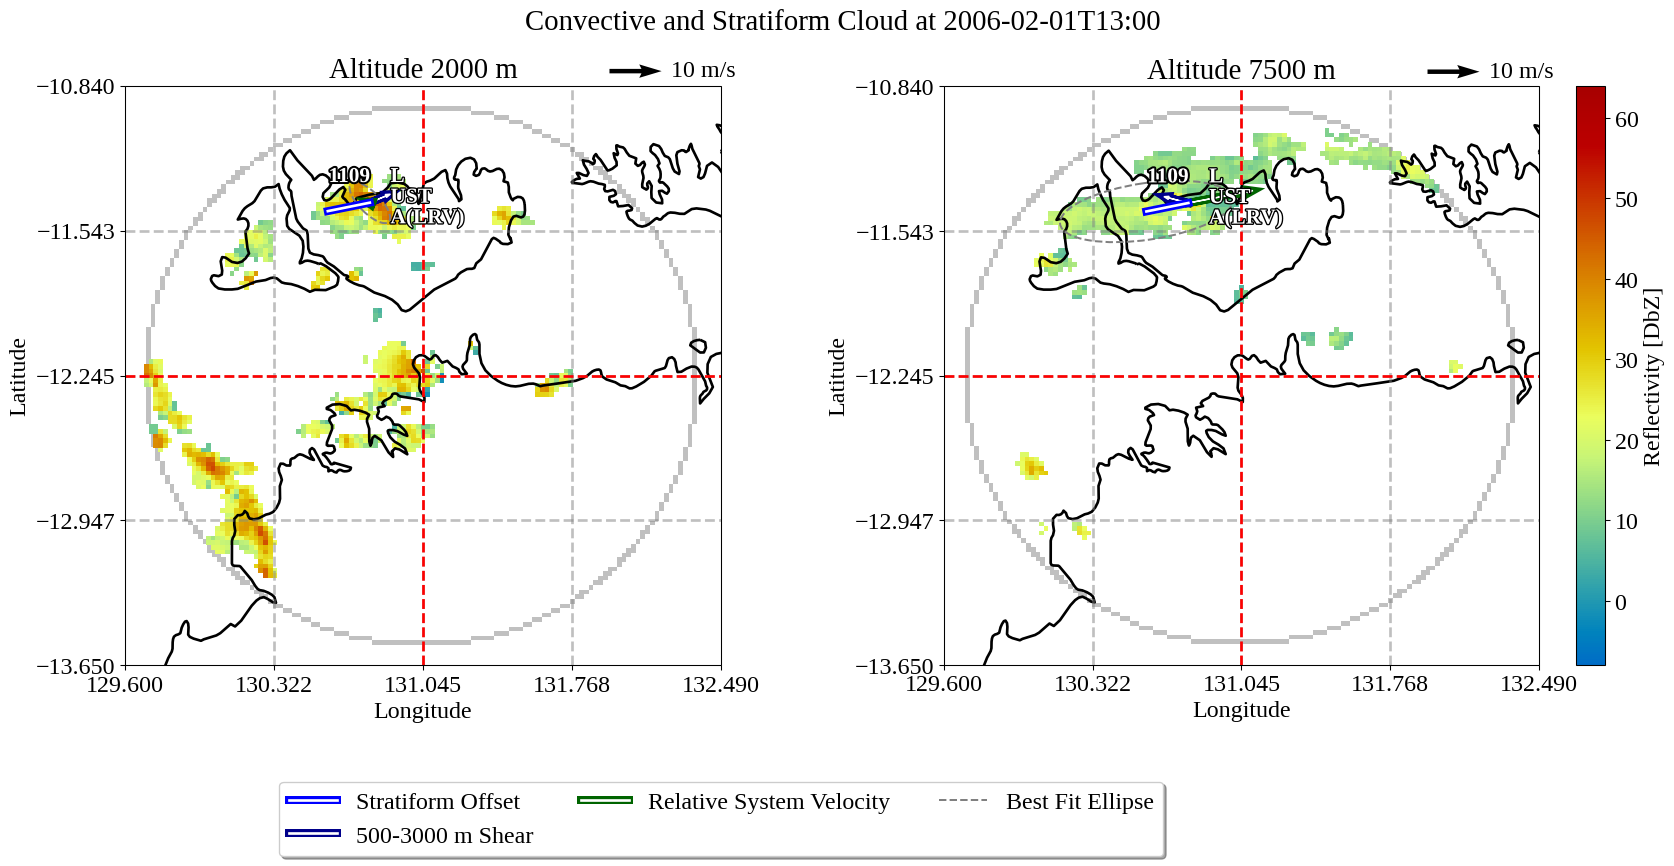 Convective and Stratiform Cloud at 2006-02-01T13:00
Altitude 2000 m
10 m/s
−10.840
−11.543
−12.245
−12.947
−13.650
129.600
130.322
131.045
131.768
132.490
Latitude
Longitude
1109
L
UST
A(LRV)
Altitude 7500 m
10 m/s
−10.840
−11.543
−12.245
−12.947
−13.650
129.600
130.322
131.045
131.768
132.490
Latitude
Longitude
1109
L
UST
A(LRV)
60
50
40
30
20
10
0
Reflectivity [DbZ]
Stratiform Offset
500-3000 m Shear
Relative System Velocity
Best Fit Ellipse